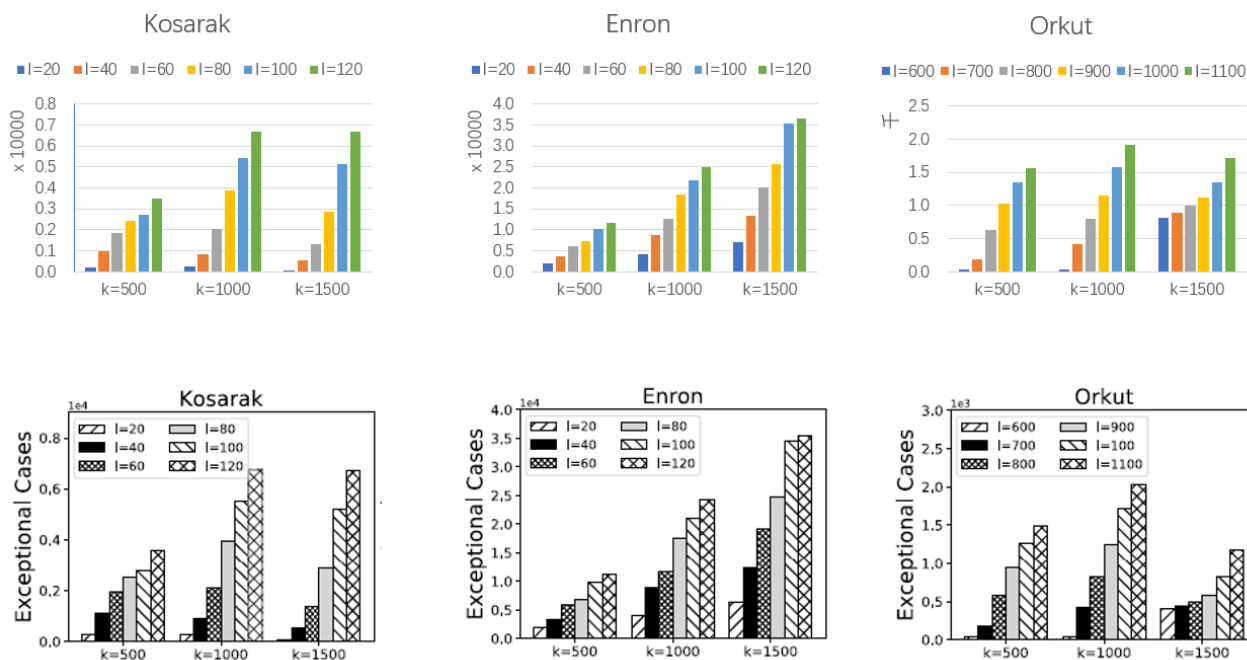 Kosarak
l=20 l=40 l=60 l=80 l=100 l=120
x 10000
0.8
0.7
0.6
0.5
0.4
0.3
0.2
0.1
0.0
k=500 k=1000 k=1500
Enron
l=20 l=40 l=60 l=80 l=100 l=120
x 10000
4.0
3.5
3.0
2.5
2.0
1.5
1.0
0.5
0.0
k=500 k=1000 k=1500
Orkut
l=600 l=700 l=800 l=900 l=1000 l=1100
千
2.5
2.0
1.5
1.0
0.5
0.0
k=500 k=1000 k=1500
Kosarak
1e4
Exceptional Cases
l=20 l=80
l=40 l=100
l=60 l=120
0.8
0.6
0.4
0.2
0.0
k=500 k=1000 k=1500
Enron
1e4
Exceptional Cases
l=20 l=80
l=40 l=100
l=60 l=120
4.0
3.5
3.0
2.5
2.0
1.5
1.0
0.5
0.0
k=500 k=1000 k=1500
Orkut
1e3
Exceptional Cases
l=600 l=900
l=700 l=100
l=800 l=1100
3.0
2.5
2.0
1.5
1.0
0.5
0.0
k=500 k=1000 k=1500